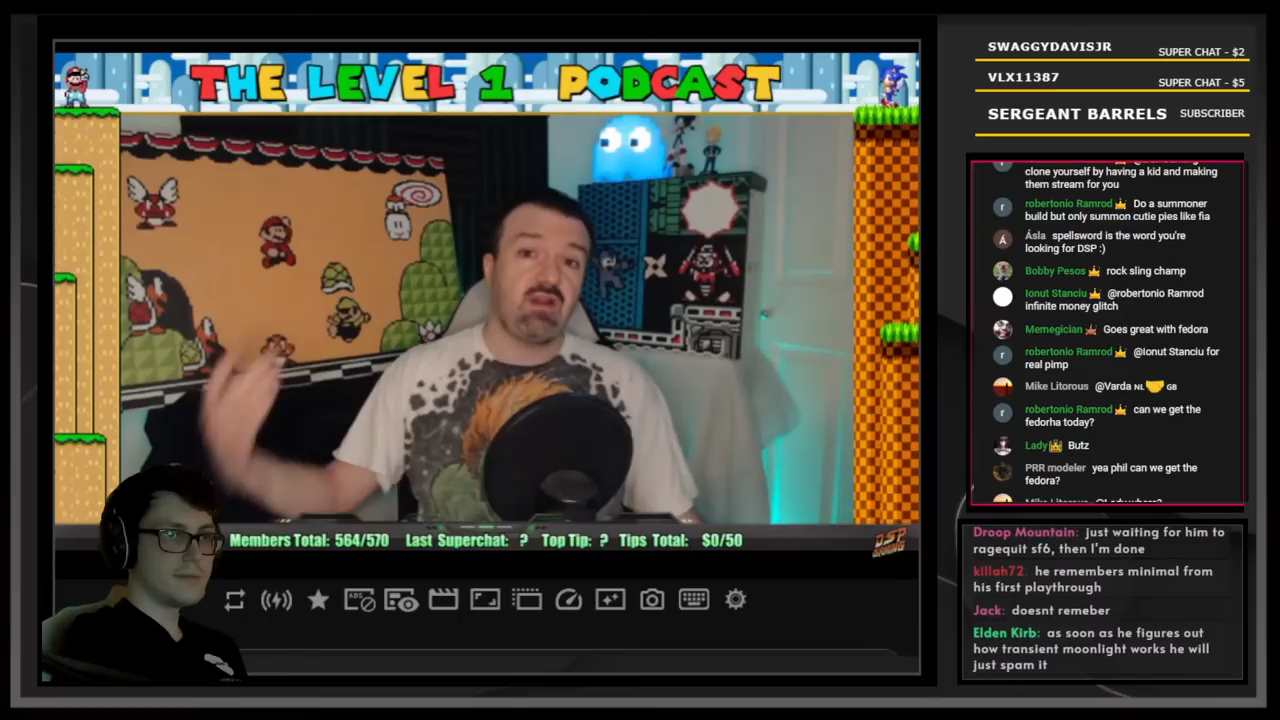 THE LEVEL 1 PODCAST
Members Total: 564/570 Last Superchat: ? Top Tip: ? Tips Total: $0/50
DSP
GAMING
ABS
SWAGGYDAVISJR SUPER CHAT - $2
VLX11387 SUPER CHAT - $5
SERGEANT BARRELS SUBSCRIBER
clone yourself by having a kid and making
them stream for you
robertonio Ramrod Do a summoner
build but only summon cutie pies like fia
Ásla spellsword is the word you're
looking for DSP :)
Bobby Pesos rock sling champ
Ionut Stanciu @robertonio Ramrod
infinite money glitch
Memegician Goes great with fedora
robertonio Ramrod @Ionut Stanciu for
real pimp
Mike Litorous @Varda NL GB
robertonio Ramrod can we get the
fedorha today?
Lady Butz
PRR modeler yea phil can we get the
fedora?
Droop Mountain: just waiting for him to
ragequit sf6, then I'm done
killah72: he remembers minimal from
his first playthrough
Jack: doesnt remeber
Elden Kirb: as soon as he figures out
how transient moonlight works he will
just spam it